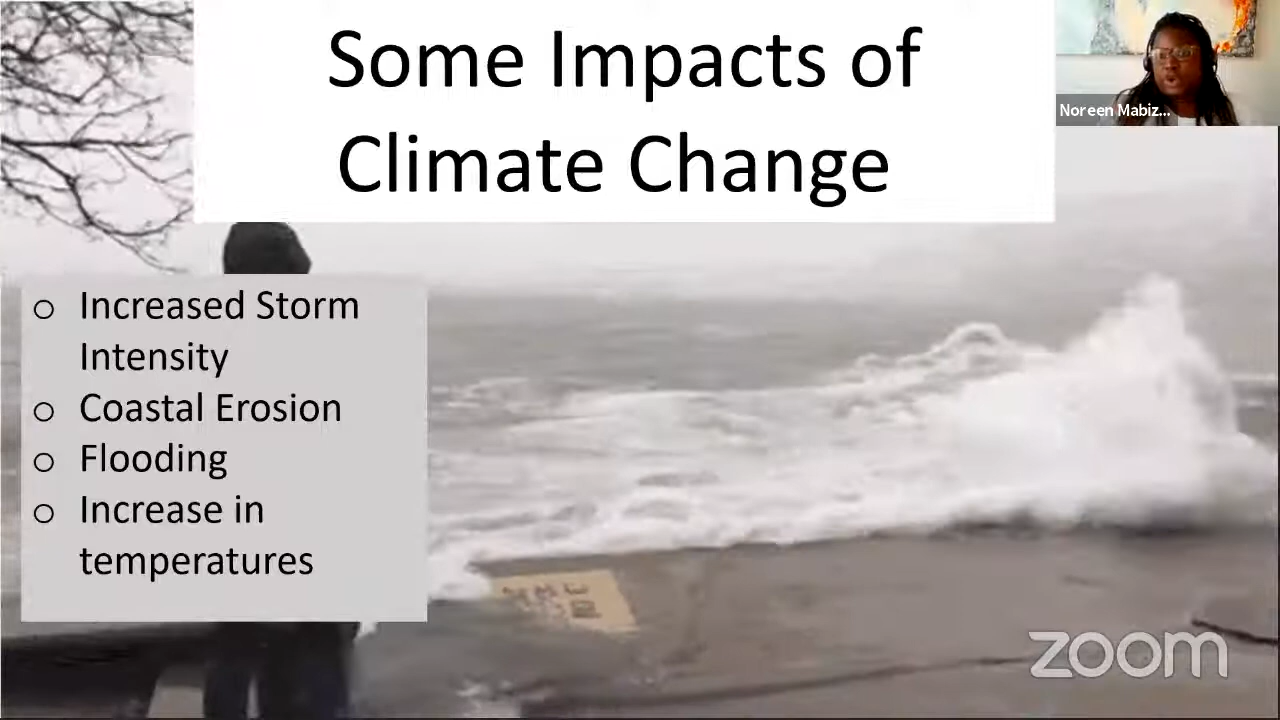 Some Impacts of
Climate Change
Noreen Mabiz...
o Increased Storm
Intensity
o Coastal Erosion
o Flooding
o Increase in
temperatures
zoom